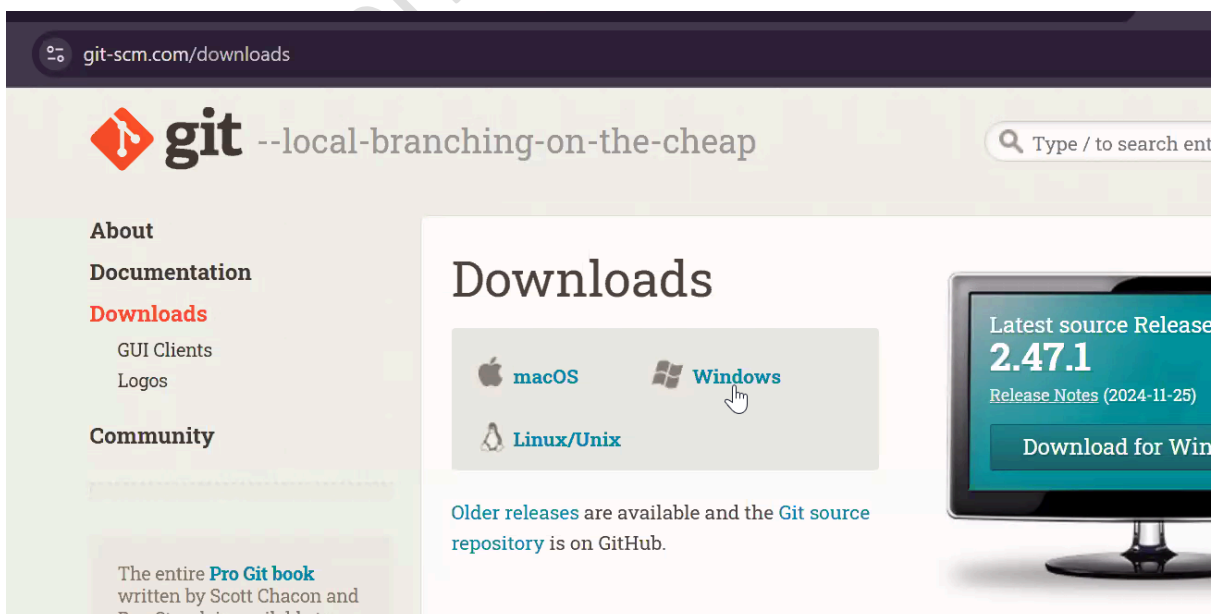 git-scm.com/downloads
git --local-branching-on-the-cheap
Type / to search ent
About
Documentation
Downloads
GUI Clients
Logos
Community
The entire Pro Git book
written by Scott Chacon and
Downloads
macOS
Windows
Linux/Unix
Older releases are available and the Git source
repository is on GitHub.
Latest source Release
2.47.1
Release Notes (2024-11-25)
Download for Win